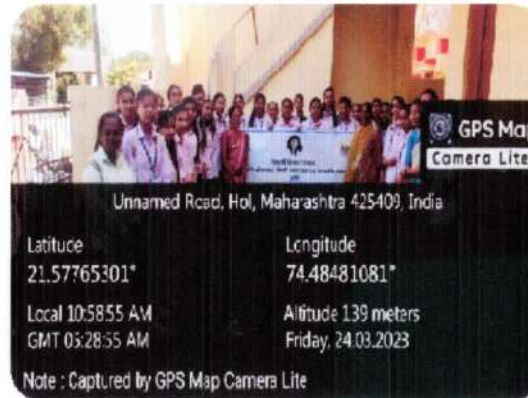 GPS Map
Camera Lite
Unnamed Road, Hol, Maharashtra 425409, India
Latitude
21.57765301°
Longitude
74.48481081°
Local 10:58:55 AM
GMT 05:28:55 AM
Altitude 139 meters
Friday, 24.03.2023
Note : Captured by GPS Map Camera Lite